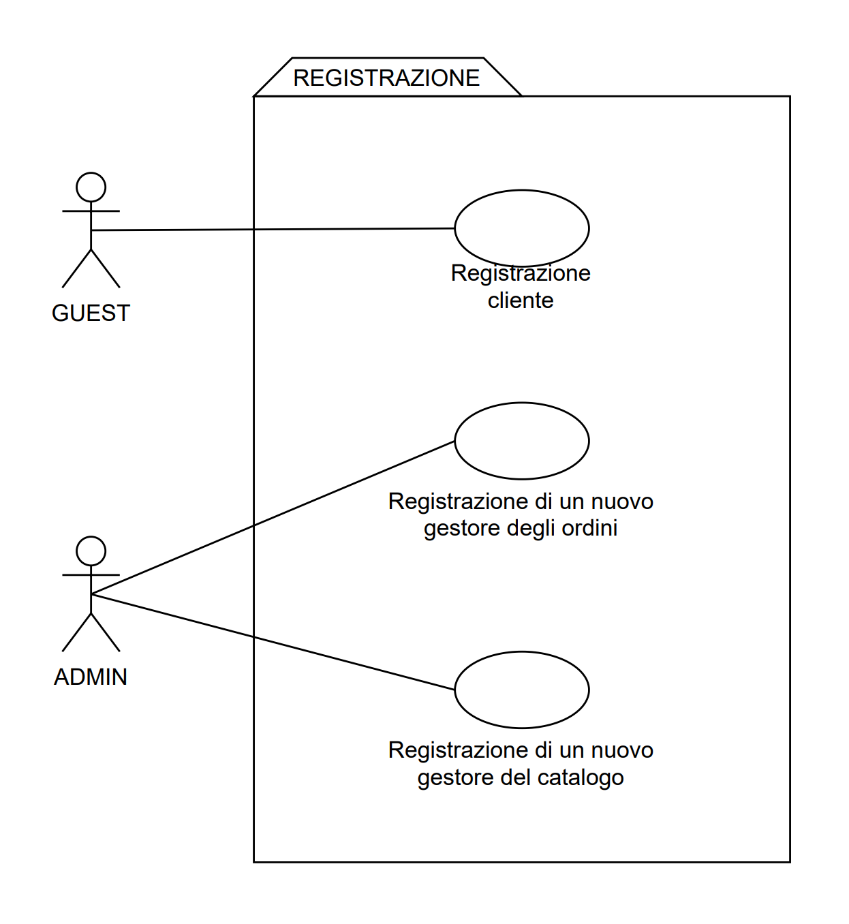 REGISTRAZIONE
GUEST
Registrazione
cliente
Registrazione di un nuovo
gestore degli ordini
ADMIN
Registrazione di un nuovo
gestore del catalogo